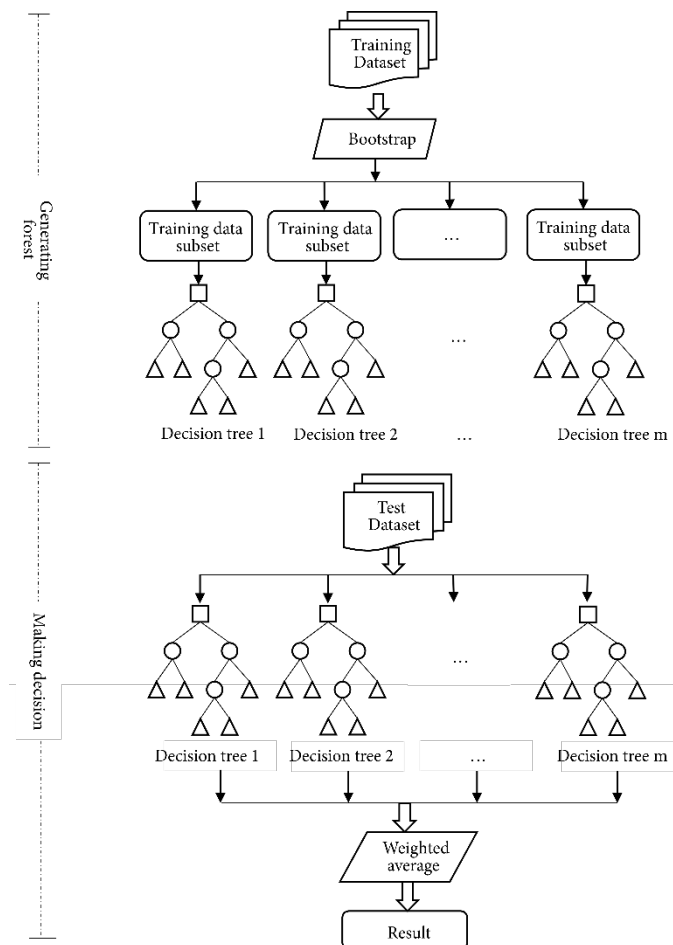 Training
Dataset
Bootstrap
Generating
forest
Training data
subset
Training data
subset
...
Training data
subset
...
Decision tree 1
Decision tree 2
...
Decision tree m
Test
Dataset
Making decision
...
Decision tree 1
Decision tree 2
...
Decision tree m
Weighted
average
Result